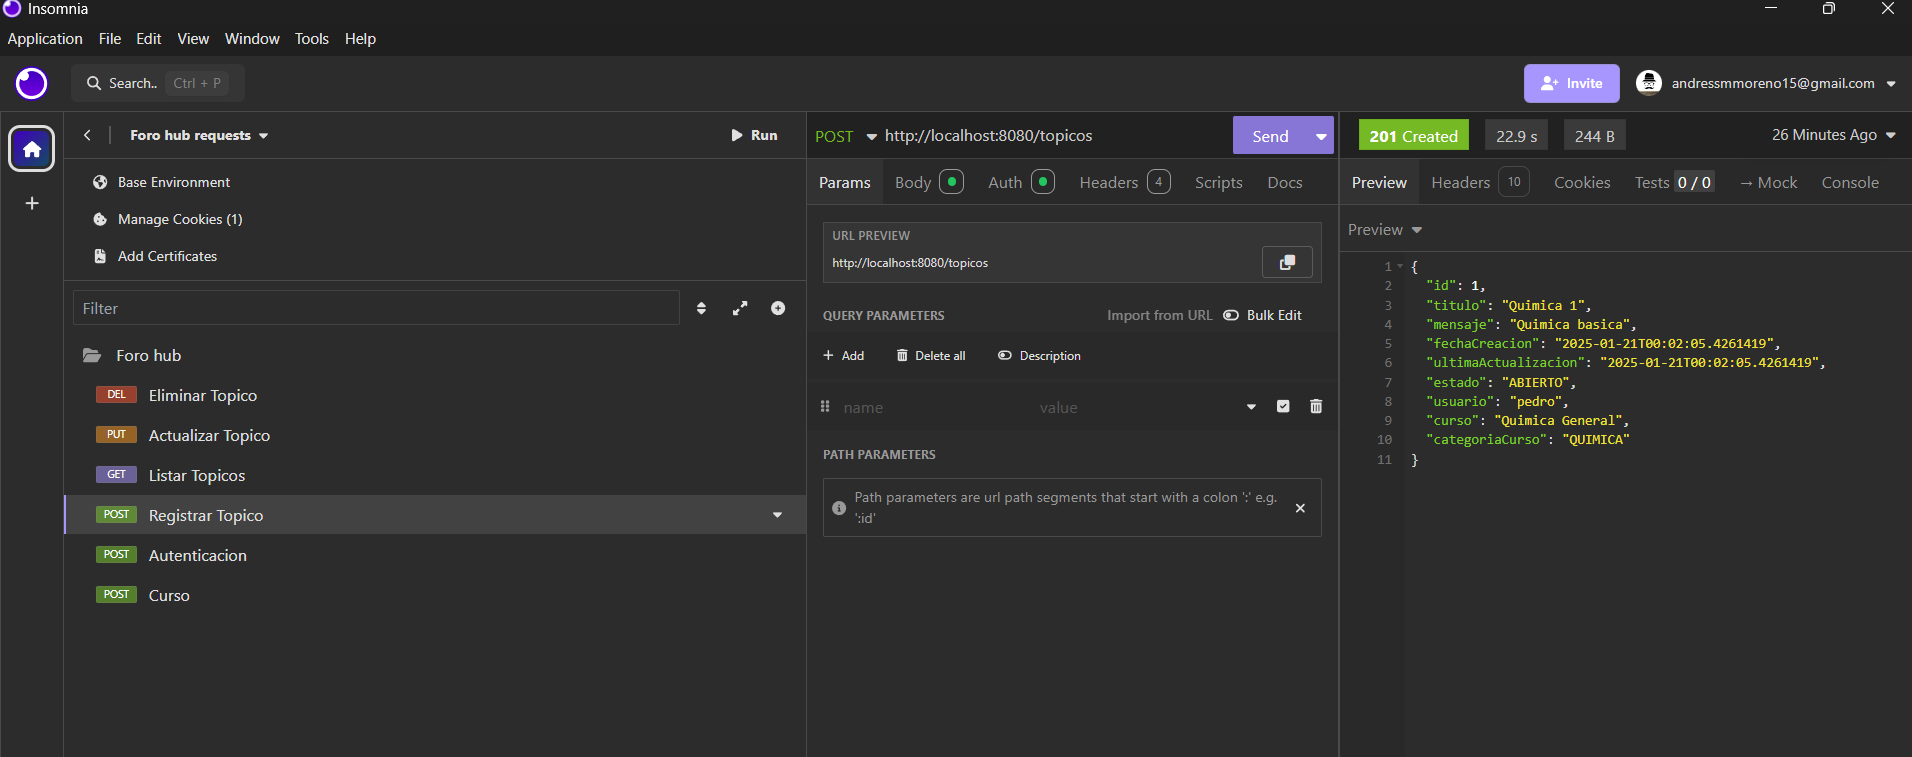 Insomnia
Application File Edit View Window Tools Help
Search.. Ctrl + P
Invite
andressmmoreno15@gmail.com
Foro hub requests
Run
Base Environment
Manage Cookies (1)
Add Certificates
Filter
Foro hub
DEL Eliminar Topico
PUT Actualizar Topico
GET Listar Topicos
POST Registrar Topico
POST Autenticacion
POST Curso
POST http://localhost:8080/topicos
Send
Params Body Auth Headers 4 Scripts Docs
URL PREVIEW
http://localhost:8080/topicos
QUERY PARAMETERS Import from URL Bulk Edit
Add Delete all Description
name value
PATH PARAMETERS
Path parameters are url path segments that start with a colon ':' e.g.
':id'
201 Created 22.9 s 244 B 26 Minutes Ago
Preview Headers 10 Cookies Tests 0 / 0 → Mock Console
Preview
1 {
2 "id": 1,
3 "titulo": "Quimica 1",
4 "mensaje": "Quimica basica",
5 "fechaCreacion": "2025-01-21T00:02:05.4261419",
6 "ultimaActualizacion": "2025-01-21T00:02:05.4261419",
7 "estado": "ABIERTO",
8 "usuario": "pedro",
9 "curso": "Quimica General",
10 "categoriaCurso": "QUIMICA"
11 }